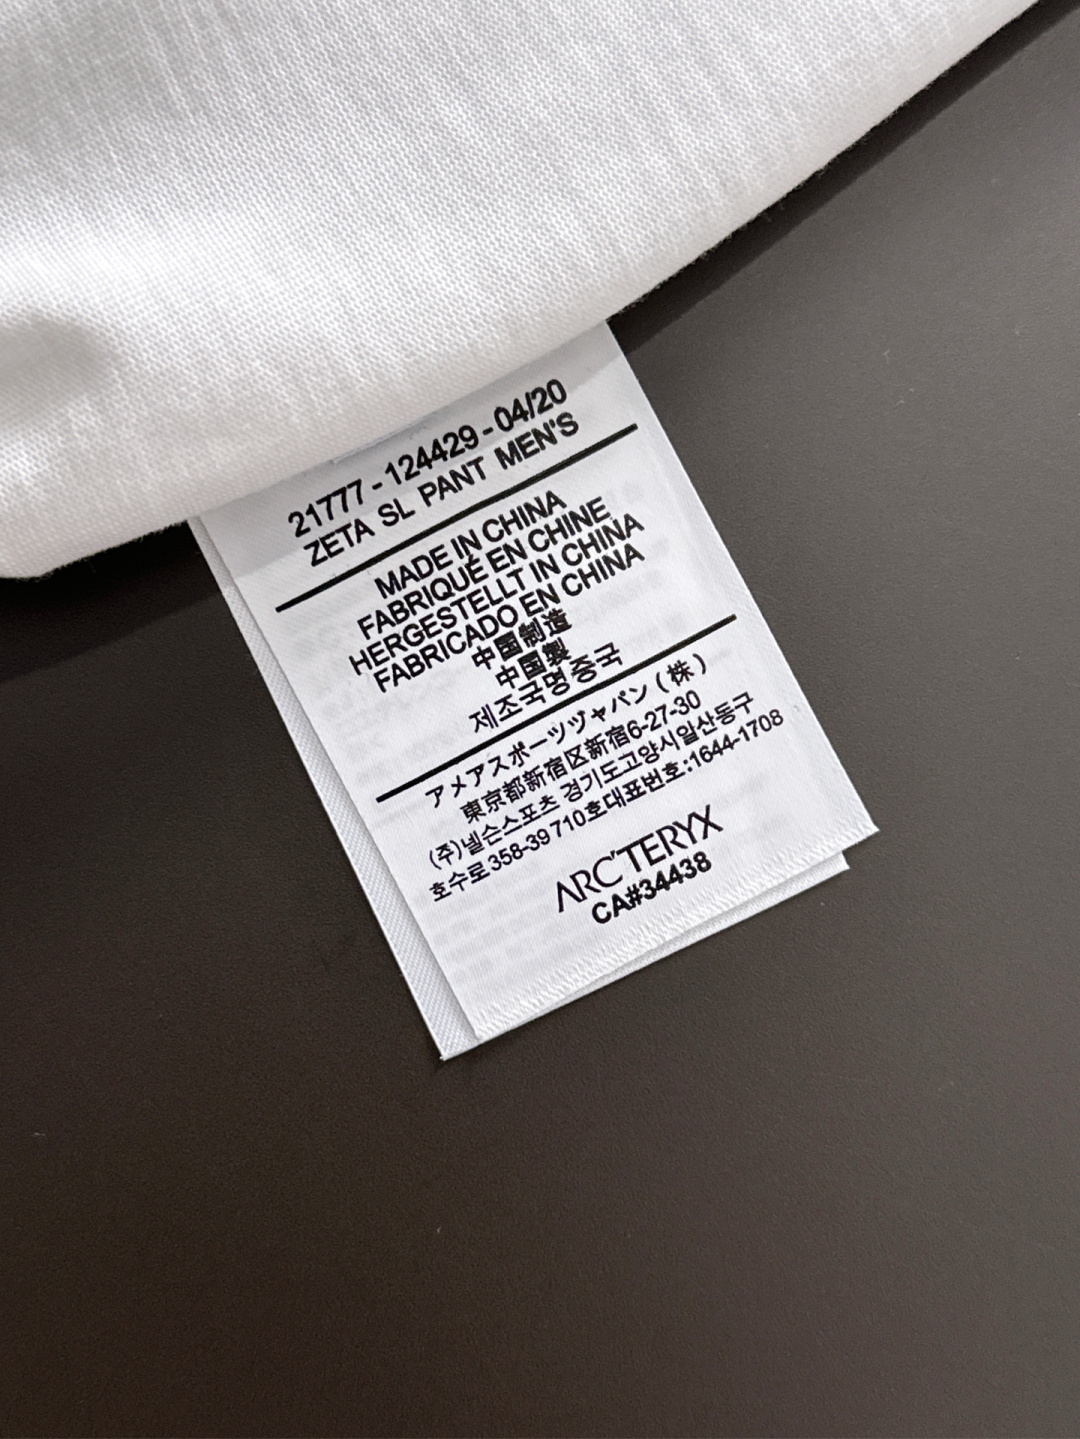 21777 - 124429 - 04/20
ZETA SL PANT MEN'S
MADE IN CHINA
FABRIQUÉ EN CHINE
HERGESTELLT IN CHINA
FABRICADO EN CHINA
中国制造
中国製
제조국명 중국
アメアスポーツヅャパン(株)
東京都新宿区新宿6-27-30
(주)넬슨스포츠 경기도고양시일산동구
호수로358-39 710호대표번호:1644-1708
ARC'TERYX
CA#34438